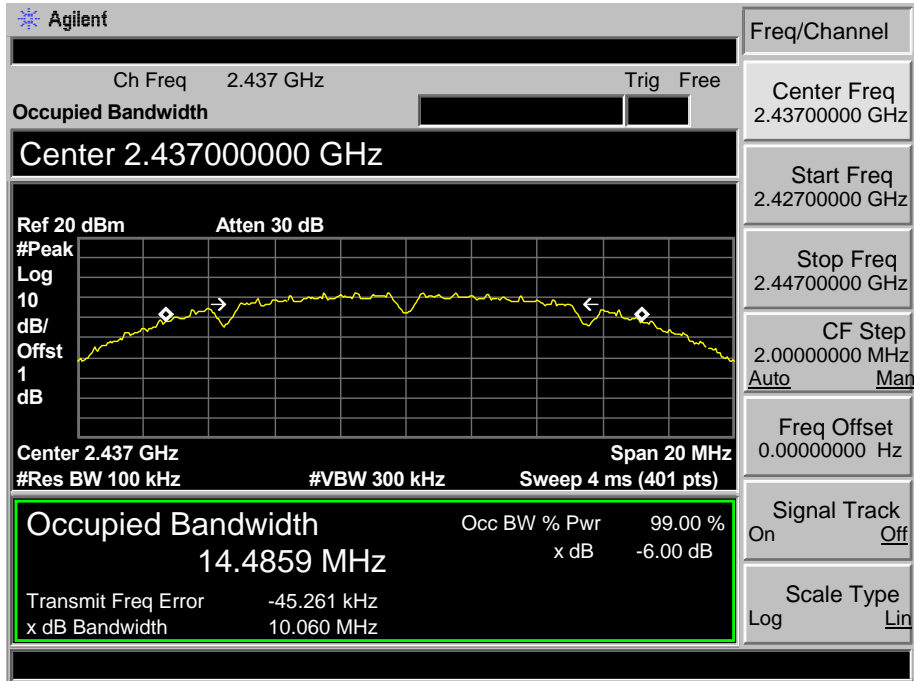 Agilent
Freq/Channel
Ch Freq 2.437 GHz Trig Free
Occupied Bandwidth
Center 2.437000000 GHz
Ref 20 dBm Atten 30 dB
#Peak
Log
10
dB/
Offst
1
dB
Center 2.437 GHz Span 20 MHz
#Res BW 100 kHz #VBW 300 kHz Sweep 4 ms (401 pts)
Occupied Bandwidth
14.4859 MHz
Occ BW % Pwr 99.00 %
x dB -6.00 dB
Transmit Freq Error -45.261 kHz
x dB Bandwidth 10.060 MHz
Center Freq
2.43700000 GHz
Start Freq
2.42700000 GHz
Stop Freq
2.44700000 GHz
CF Step
2.00000000 MHz
Auto Man
Freq Offset
0.00000000 Hz
Signal Track
On Off
Scale Type
Log Lin